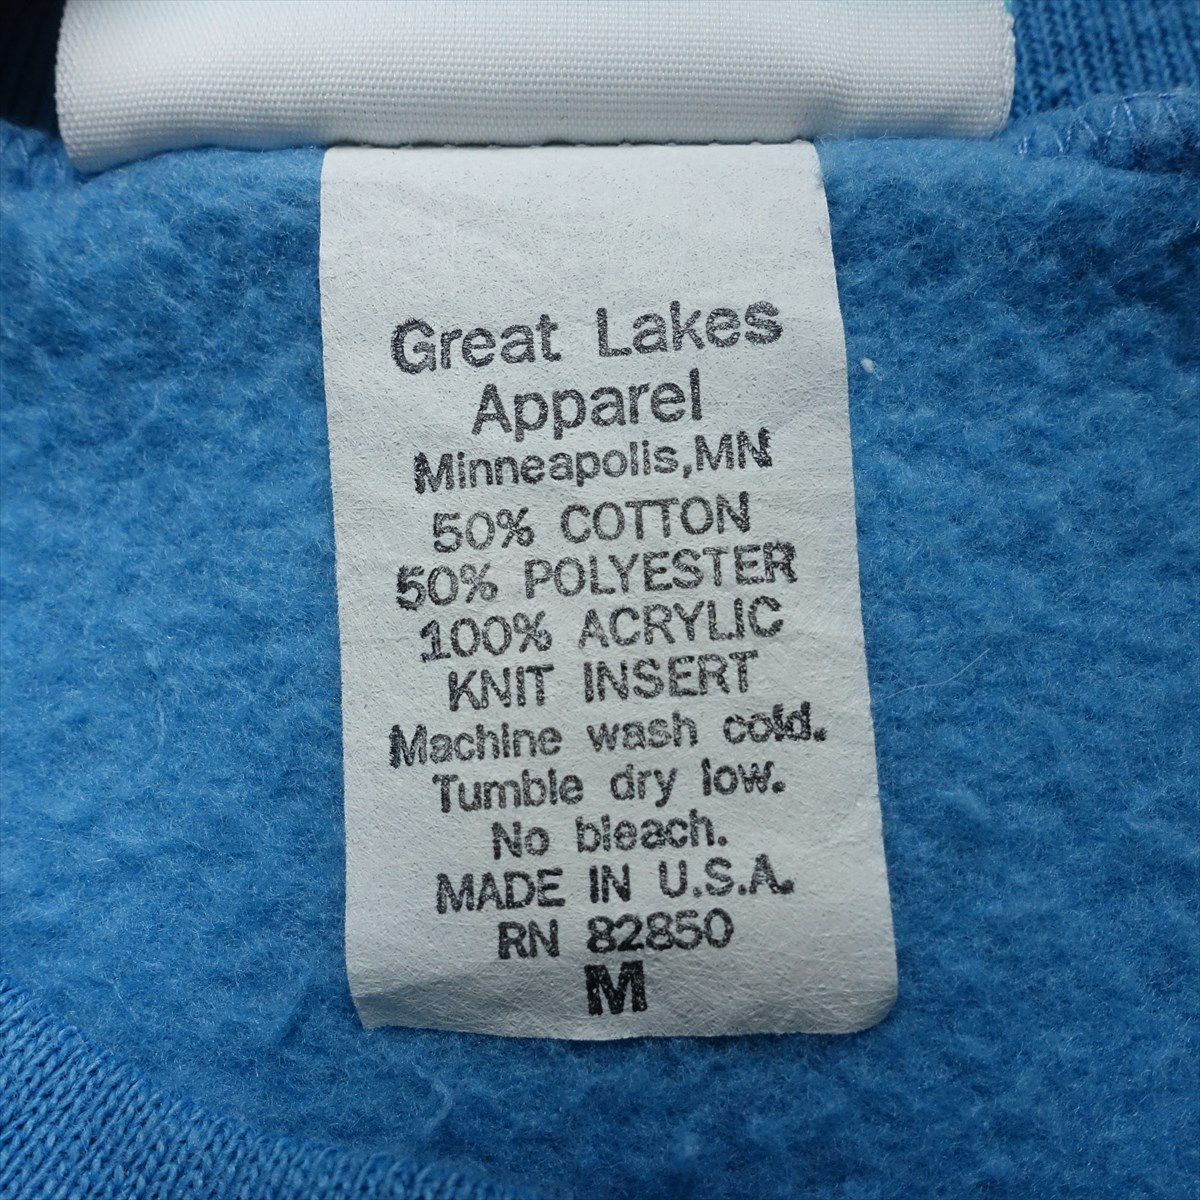 Great Lakes
Apparel
Minneapolis,MN
50% COTTON
50% POLYESTER
100% ACRYLIC
KNIT INSERT
Machine wash cold.
Tumble dry low.
No bleach.
MADE IN U.S.A.
RN 82850
M